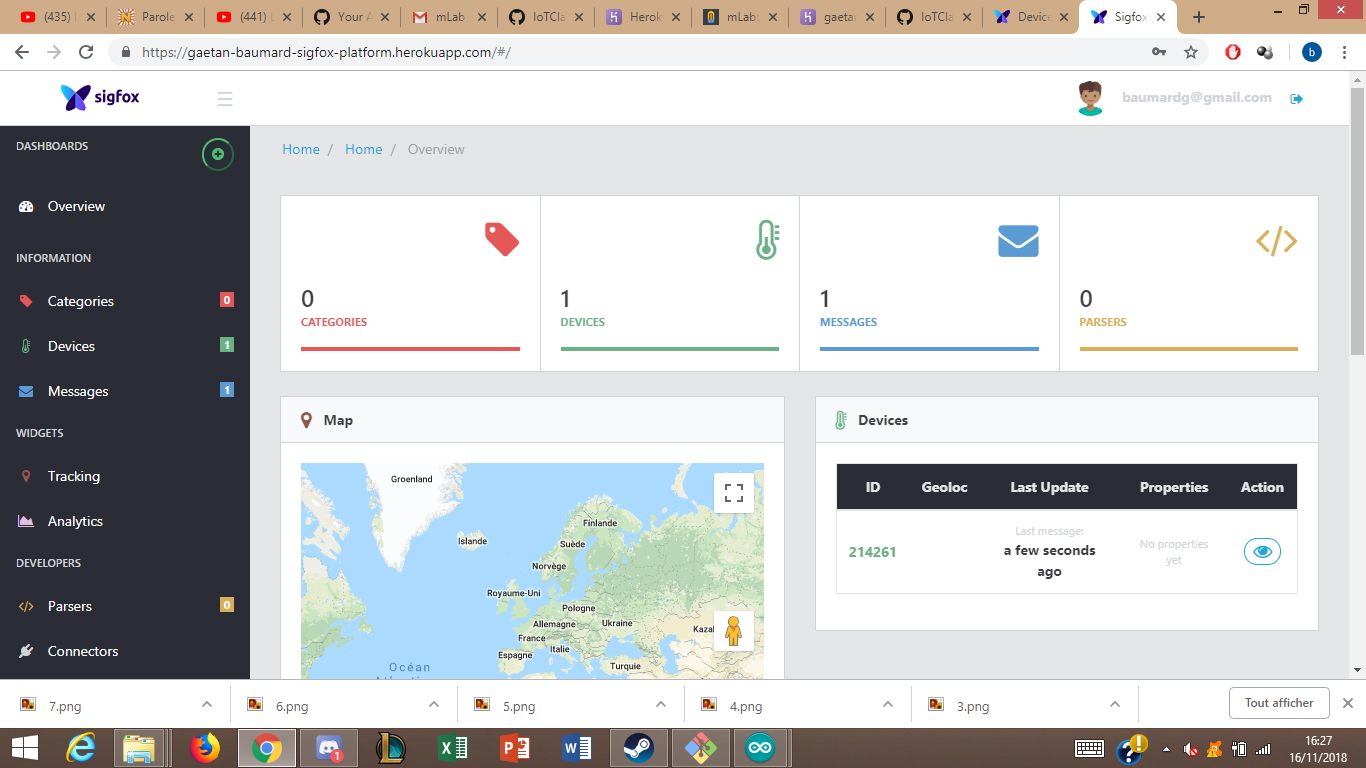 (435)
Parole
(441)
Your A
mLab
IoTCla
Herok
mLab:
gaetan
IoTCla
Device
Sigfox
https://gaetan-baumard-sigfox-platform.herokuapp.com/#/
b
sigfox
baumardg@gmail.com
DASHBOARDS
Home / Home / Overview
Overview
INFORMATION
Categories 0
Devices 1
Messages 1
WIDGETS
Tracking
Analytics
DEVELOPERS
Parsers 0
Connectors
0
CATEGORIES
1
DEVICES
1
MESSAGES
0
PARSERS
Map
Groenland
Islande
Finlande
Suède
Norvège
Royaume-Uni
Pologne
Allemagne
Ukraine
France
Kazak
Italie
Espagne
Turquie
Océan
Devices
ID Geoloc Last Update Properties Action
214261
Last message:
a few seconds
ago
No properties
yet
7.png
6.png
5.png
4.png
3.png
Tout afficher
1
16:27
16/11/2018